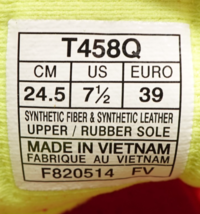 T458Q
CM US EURO
24.5 7½ 39
SYNTHETIC FIBER & SYNTHETIC LEATHER
UPPER / RUBBER SOLE
MADE IN VIETNAM
FABRIQUE AU VIETNAM
F820514 FV